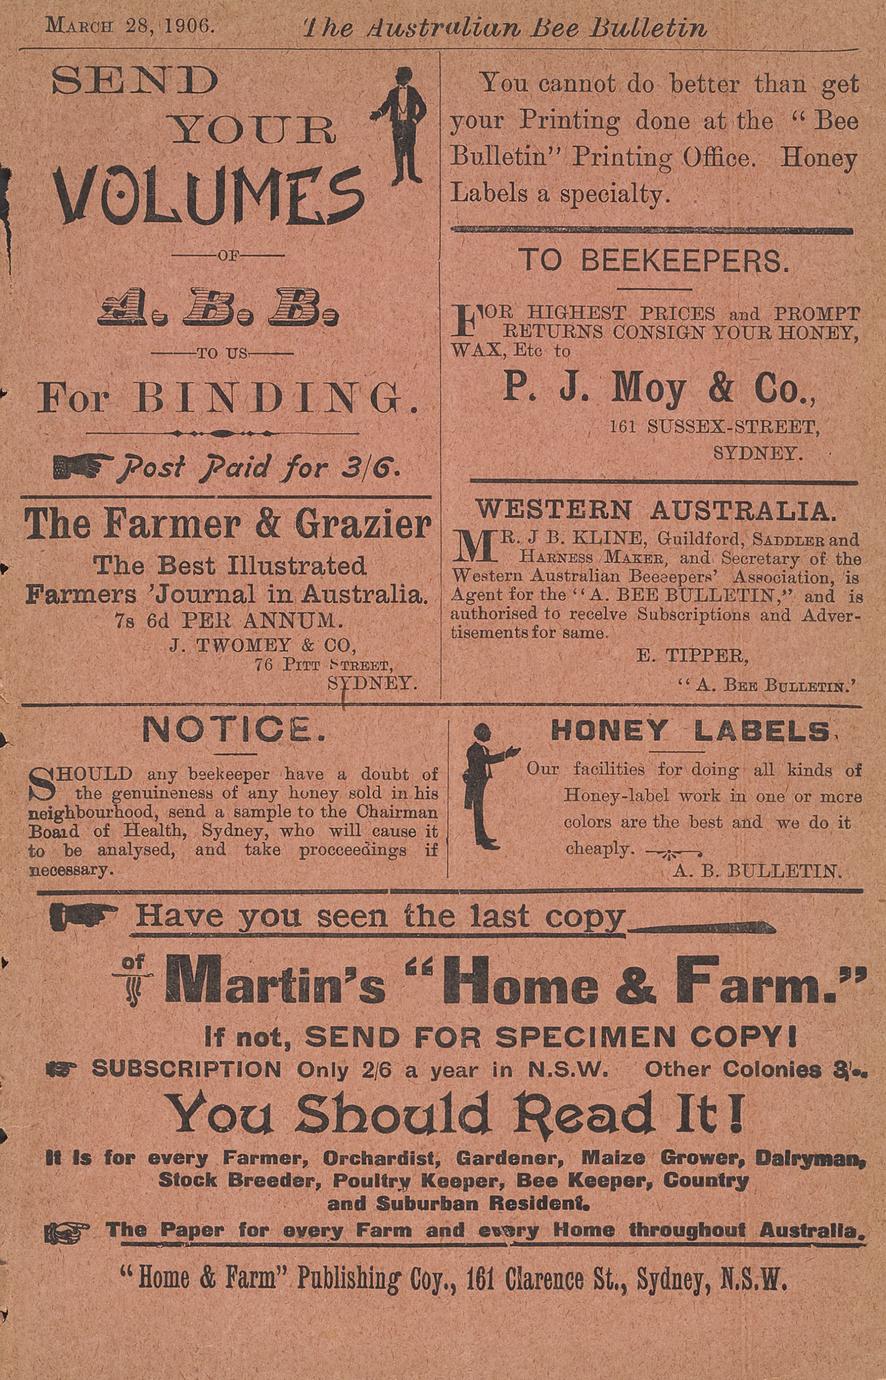 MARCH 28, 1906. The Australian Bee Bulletin
SEND
YOUR
VOLUMES
OF
A. B. B.
TO US
For BINDING.
Post Paid for 3/6.
The Farmer & Grazier
The Best Illustrated
Farmers 'Journal in Australia.
7s 6d PER ANNUM.
J. TWOMEY & CO,
76 PITT STREET,
SYDNEY.
You cannot do better than get
your Printing done at the "Bee
Bulletin" Printing Office. Honey
Labels a specialty.
TO BEEKEEPERS.
FOR HIGHEST PRICES and PROMPT
RETURNS CONSIGN YOUR HONEY,
WAX, Etc to
P. J. Moy & Co.,
161 SUSSEX-STREET,
SYDNEY.
WESTERN AUSTRALIA.
MR. J B. KLINE, Guildford, SADDLER and
HARNESS MAKER, and Secretary of the
Western Australian Beeeepers' Association, is
Agent for the "A. BEE BULLETIN," and is
authorised to receive Subscriptions and Adver-
tisements for same.
E. TIPPER,
"A. BEE BULLETIN.'
NOTICE.
SHOULD any beekeeper have a doubt of
the genuineness of any honey sold in his
neighbourhood, send a sample to the Chairman
Board of Health, Sydney, who will cause it
to be analysed, and take procceedings if
necessary.
HONEY LABELS.
Our facilities for doing all kinds of
Honey-label work in one or more
colors are the best and we do it
cheaply.
A. B. BULLETIN.
Have you seen the last copy
of Martin's "Home & Farm."
If not, SEND FOR SPECIMEN COPY!
SUBSCRIPTION Only 2/6 a year in N.S.W. Other Colonies 3/-.
You Should Read It!
It is for every Farmer, Orchardist, Gardener, Maize Grower, Dairyman,
Stock Breeder, Poultry Keeper, Bee Keeper, Country
and Suburban Resident.
The Paper for every Farm and every Home throughout Australia.
"Home & Farm" Publishing Coy., 161 Clarence St., Sydney, N.S.W.